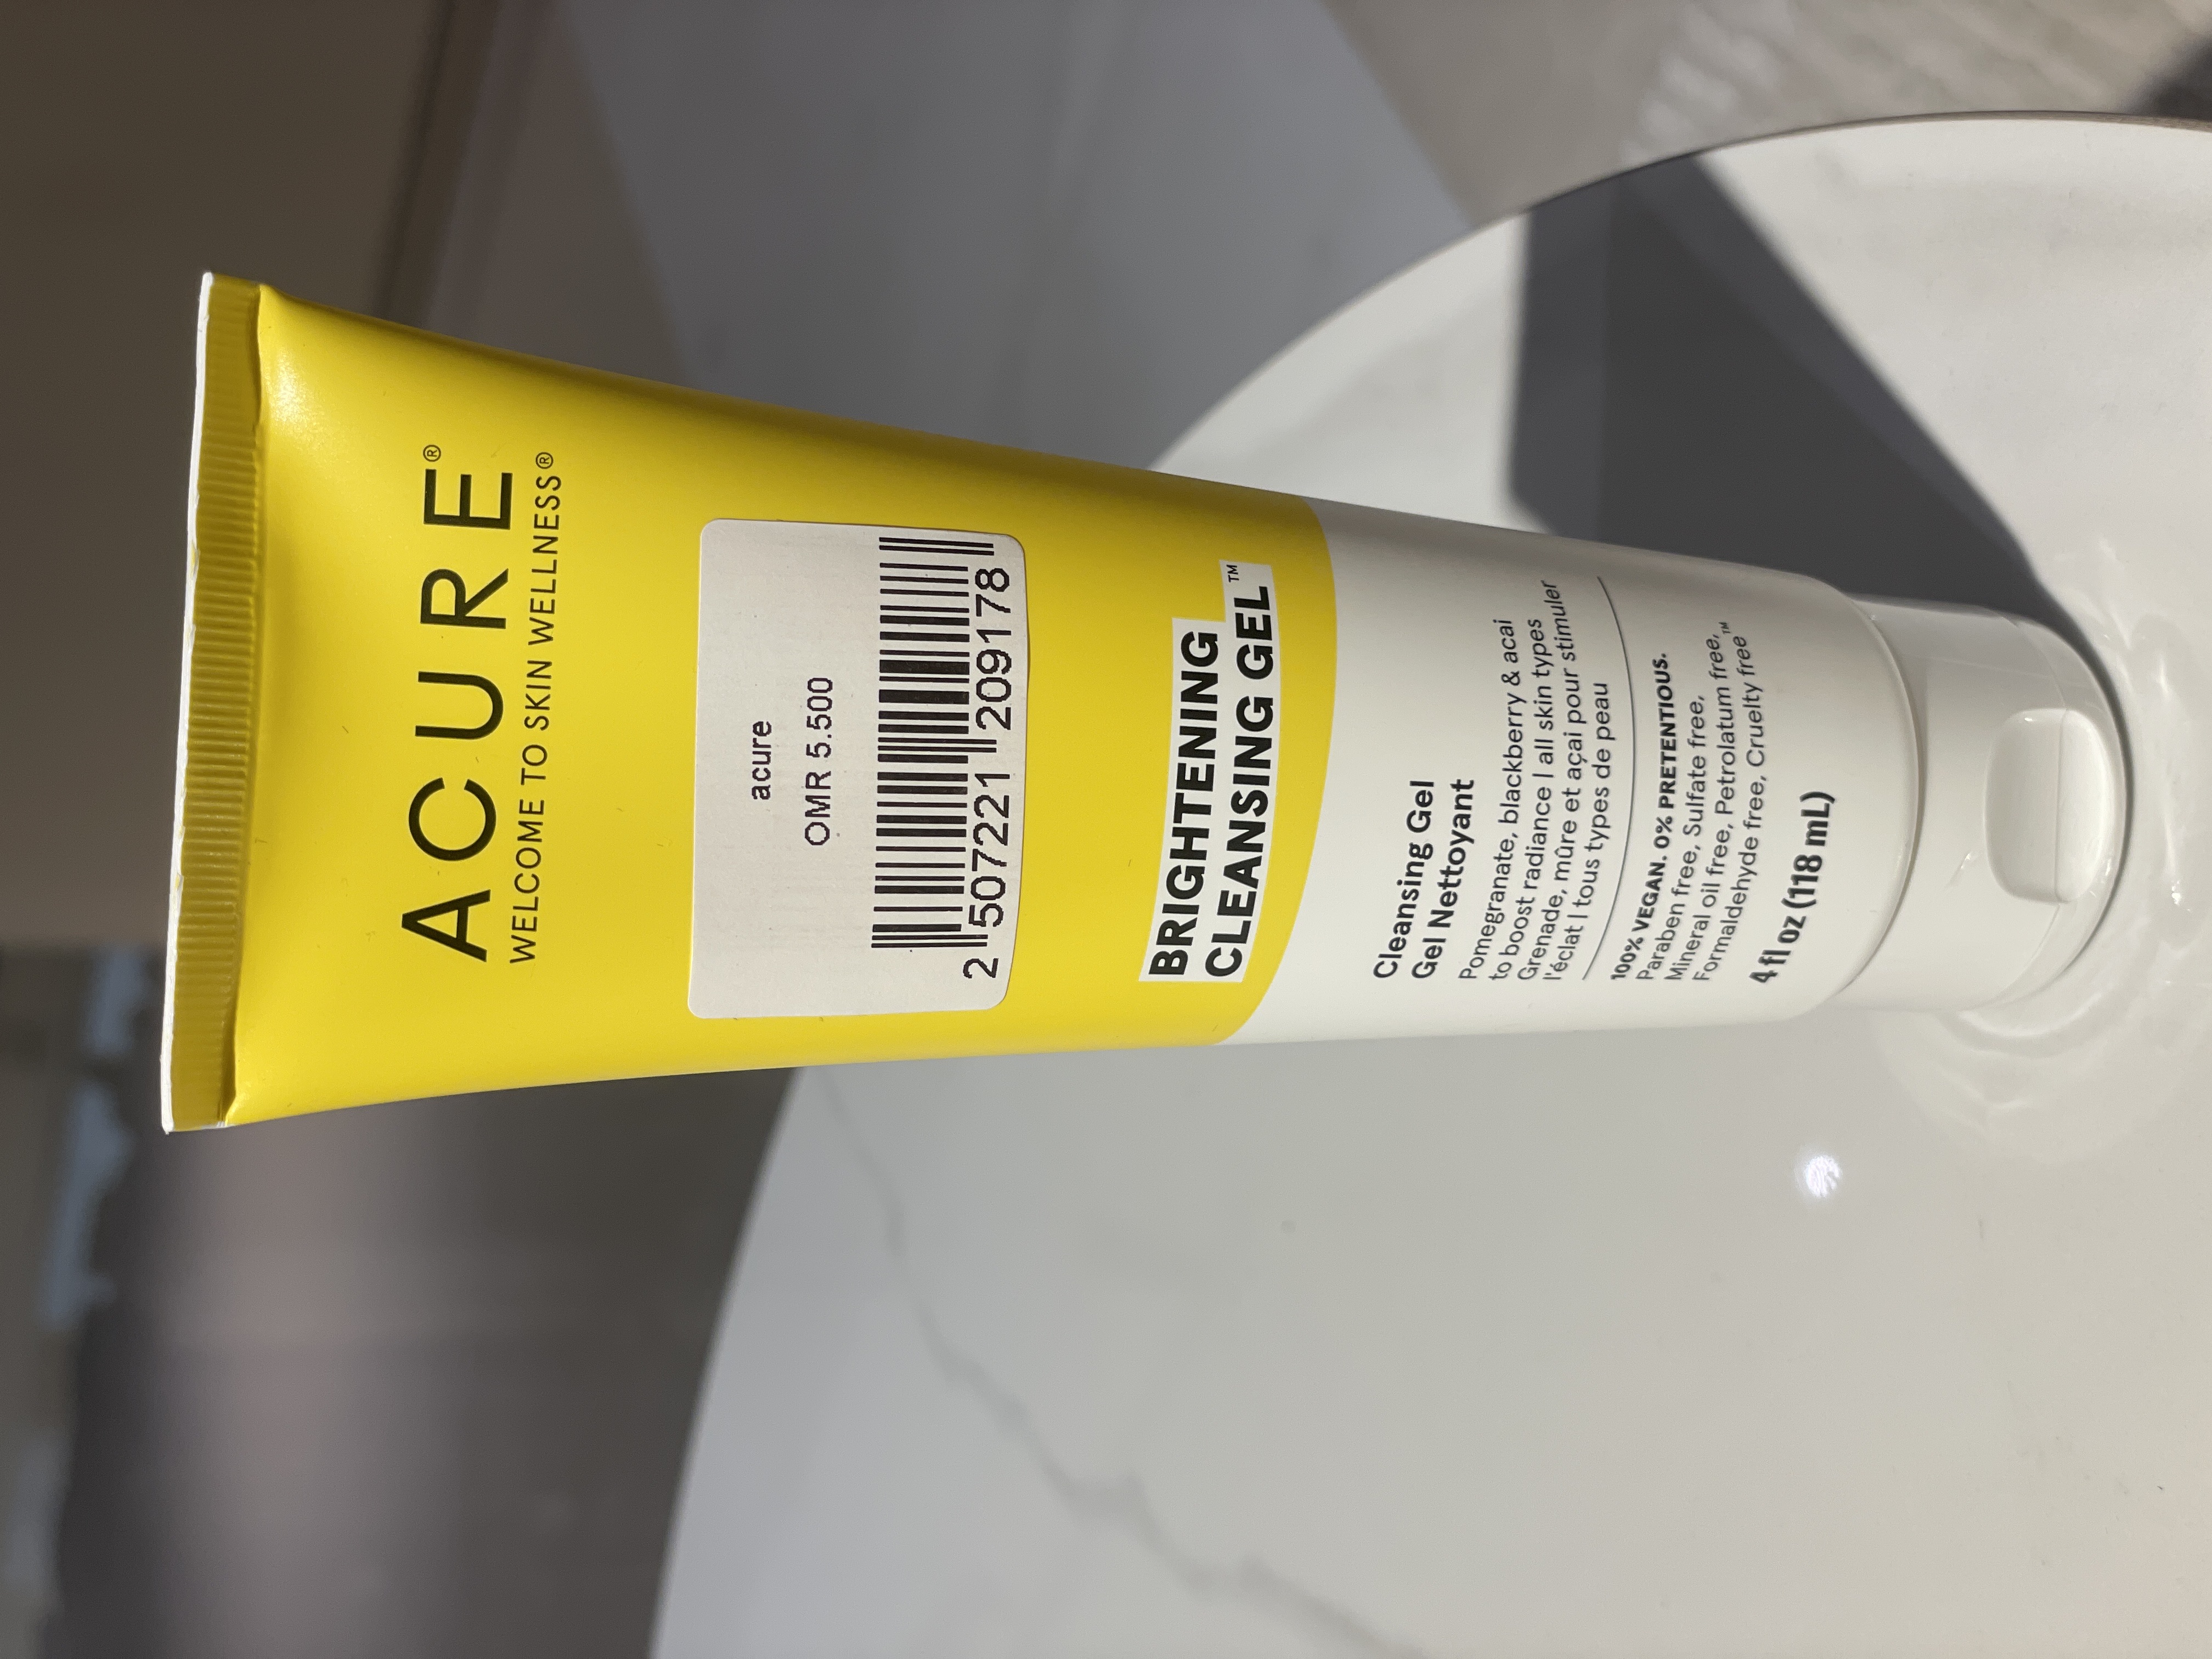 ACURE®
WELCOME TO SKIN WELLNESS®
acure
OMR 5.500
2 507221 209178
BRIGHTENING
CLEANSING GEL™
Cleansing Gel
Gel Nettoyant
Pomegranate, blackberry & acai
to boost radiance | all skin types
Grenade, mûre et açai pour stimuler
l'éclat | tous types de peau
100% VEGAN. 0% PRETENTIOUS.
Paraben free, Sulfate free,
Mineral oil free, Petrolatum free,
Formaldehyde free, Cruelty free™
4 fl oz (118 mL)